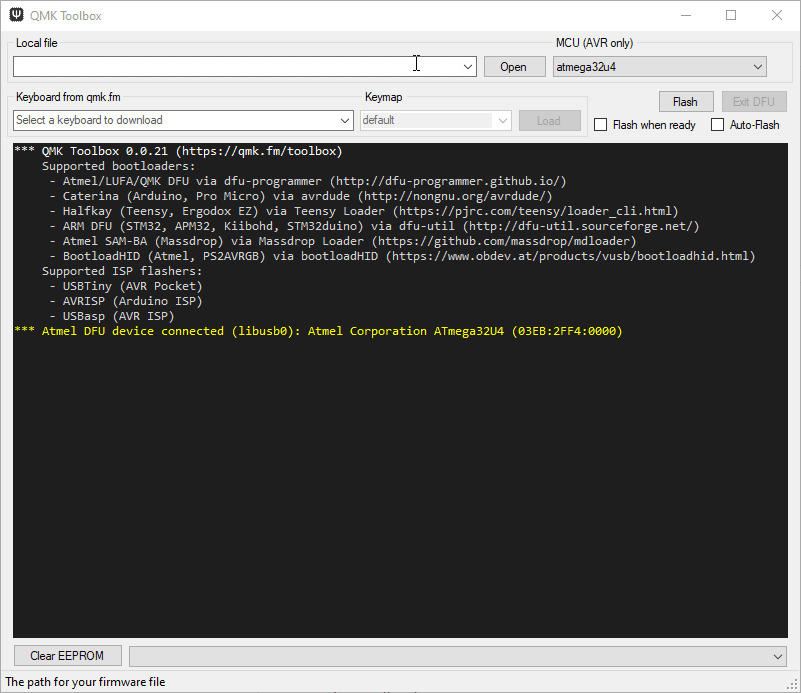 QMK Toolbox
Local file
MCU (AVR only)
Open
atmega32u4
Keyboard from qmk.fm
Keymap
Flash
Exit DFU
Select a keyboard to download
default
Load
Flash when ready
Auto-Flash
*** QMK Toolbox 0.0.21 (https://qmk.fm/toolbox)
Supported bootloaders:
- Atmel/LUFA/QMK DFU via dfu-programmer (http://dfu-programmer.github.io/)
- Caterina (Arduino, Pro Micro) via avrdude (http://nongnu.org/avrdude/)
- Halfkay (Teensy, Ergodox EZ) via Teensy Loader (https://pjrc.com/teensy/loader_cli.html)
- ARM DFU (STM32, APM32, Kiibohd, STM32duino) via dfu-util (http://dfu-util.sourceforge.net/)
- Atmel SAM-BA (Massdrop) via Massdrop Loader (https://github.com/massdrop/mdloader)
- BootloadHID (Atmel, PS2AVRGB) via bootloadHID (https://www.obdev.at/products/vusb/bootloadhid.html)
Supported ISP flashers:
- USBTiny (AVR Pocket)
- AVRISP (Arduino ISP)
- USBasp (AVR ISP)
*** Atmel DFU device connected (libusb0): Atmel Corporation ATmega32U4 (03EB:2FF4:0000)
Clear EEPROM
The path for your firmware file